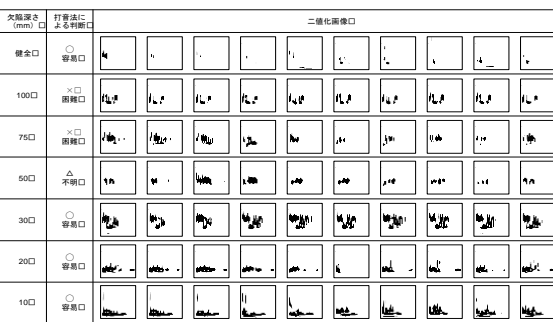 欠陥深さ
（mm）□
打音法に
よる判断□
二値化画像□
健全□
○
容易□
100□
×□
困難□
75□
×□
困難□
50□
△
不明□
30□
○
容易□
20□
○
容易□
10□
○
容易□